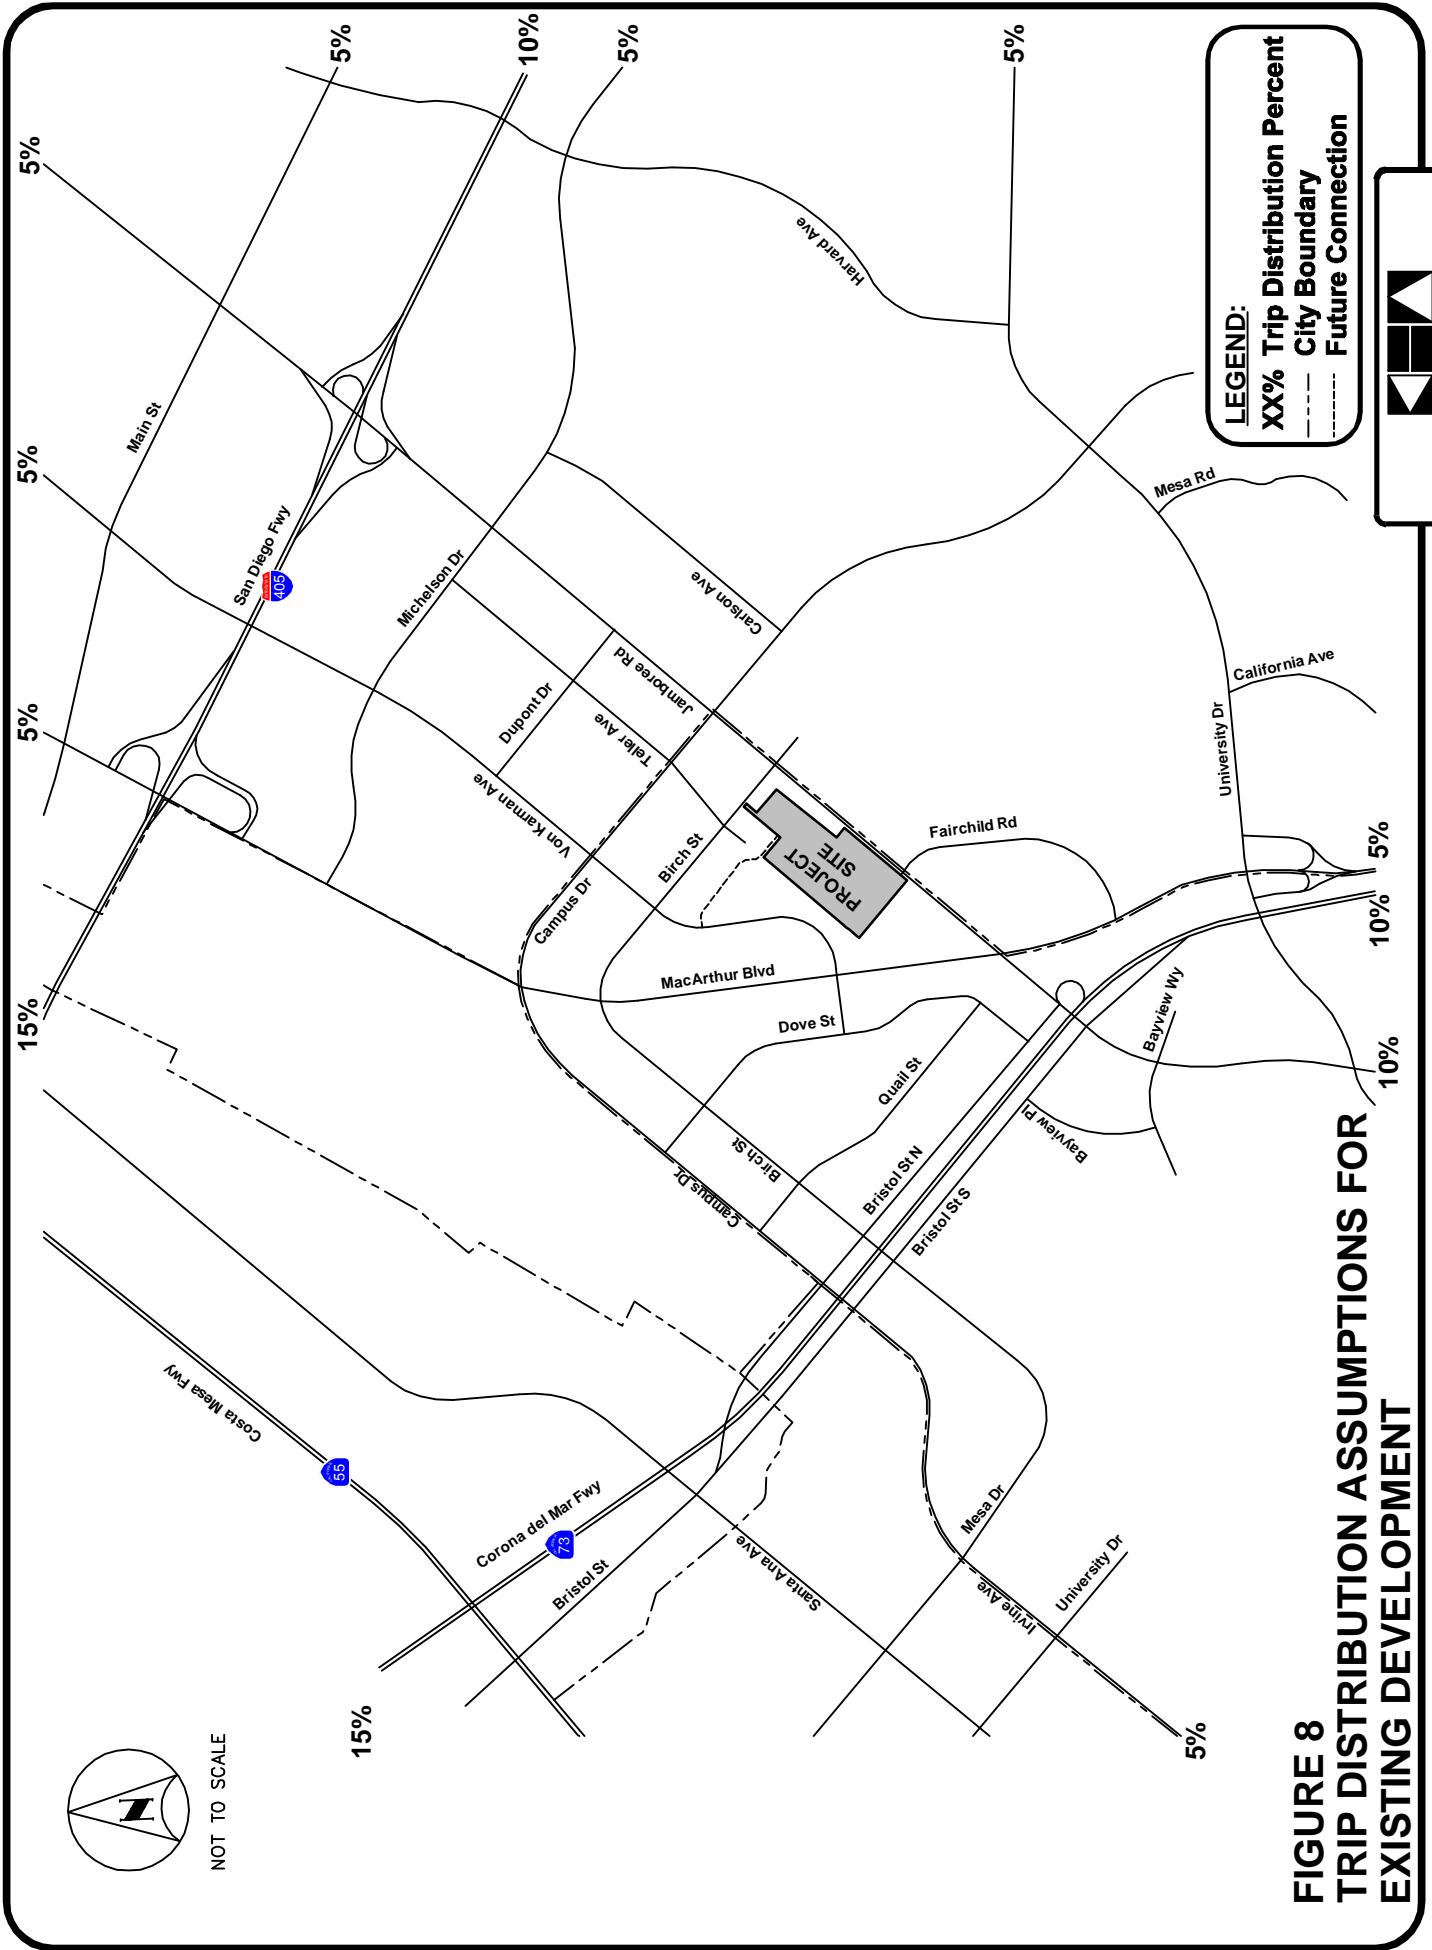 5%
5%
5%
15%
5%
10%
5%
5%
Main St
San Diego Fwy
405
Michelson Dr
Harvard Ave
Carlson Ave
Dupont Dr
Jamboree Rd
Teller Ave
Von Karman Ave
Birch St
Campus Dr
PROJECT
SITE
Fairchild Rd
MacArthur Blvd
Dove St
Quail St
Birch St
Campus Dr
Bristol St N
Bristol St S
Bayview Pl
Bayview Wy
University Dr
California Ave
Mesa Rd
Costa Mesa Fwy
55
Corona del Mar Fwy
73
Bristol St
Santa Ana Ave
Mesa Dr
Irvine Ave
University Dr
15%
5%
10%
10%
5%
N
NOT TO SCALE
LEGEND:
XX% Trip Distribution Percent
City Boundary
Future Connection
FIGURE 8
TRIP DISTRIBUTION ASSUMPTIONS FOR
EXISTING DEVELOPMENT